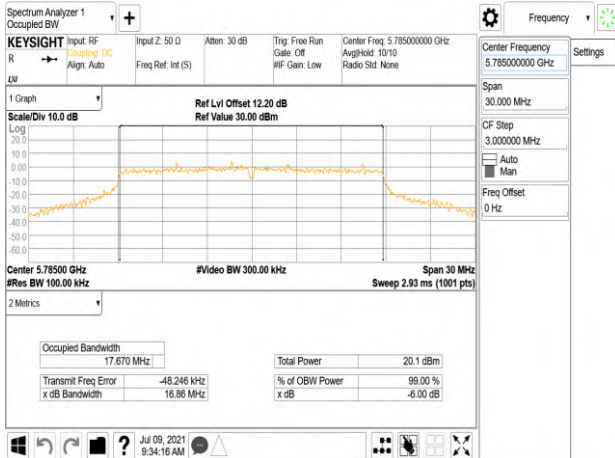 Spectrum Analyzer 1
Occupied BW
+
Frequency
KEYSIGHT
R
Input: RF
Coupling: DC
Align: Auto
Input Z: 50 Ω
Freq Ref: Int (S)
Atten: 30 dB
Trig: Free Run
Gate: Off
#IF Gain: Low
Center Freq: 5.785000000 GHz
Avg|Hold: 10/10
Radio Std: None
LXI
Center Frequency
5.785000000 GHz
Settings
Span
30.000 MHz
CF Step
3.000000 MHz
Auto
Man
Freq Offset
0 Hz
1 Graph
Scale/Div 10.0 dB
Ref Lvl Offset 12.20 dB
Ref Value 30.00 dBm
Log
20.0
10.0
0.00
-10.0
-20.0
-30.0
-40.0
-50.0
-60.0
Center 5.78500 GHz
#Res BW 100.00 kHz
#Video BW 300.00 kHz
Span 30 MHz
Sweep 2.93 ms (1001 pts)
2 Metrics
Occupied Bandwidth
17.670 MHz
Total Power 20.1 dBm
Transmit Freq Error -48.246 kHz
% of OBW Power 99.00 %
x dB Bandwidth 16.86 MHz
x dB -6.00 dB
?
Jul 09, 2021
9:34:16 AM